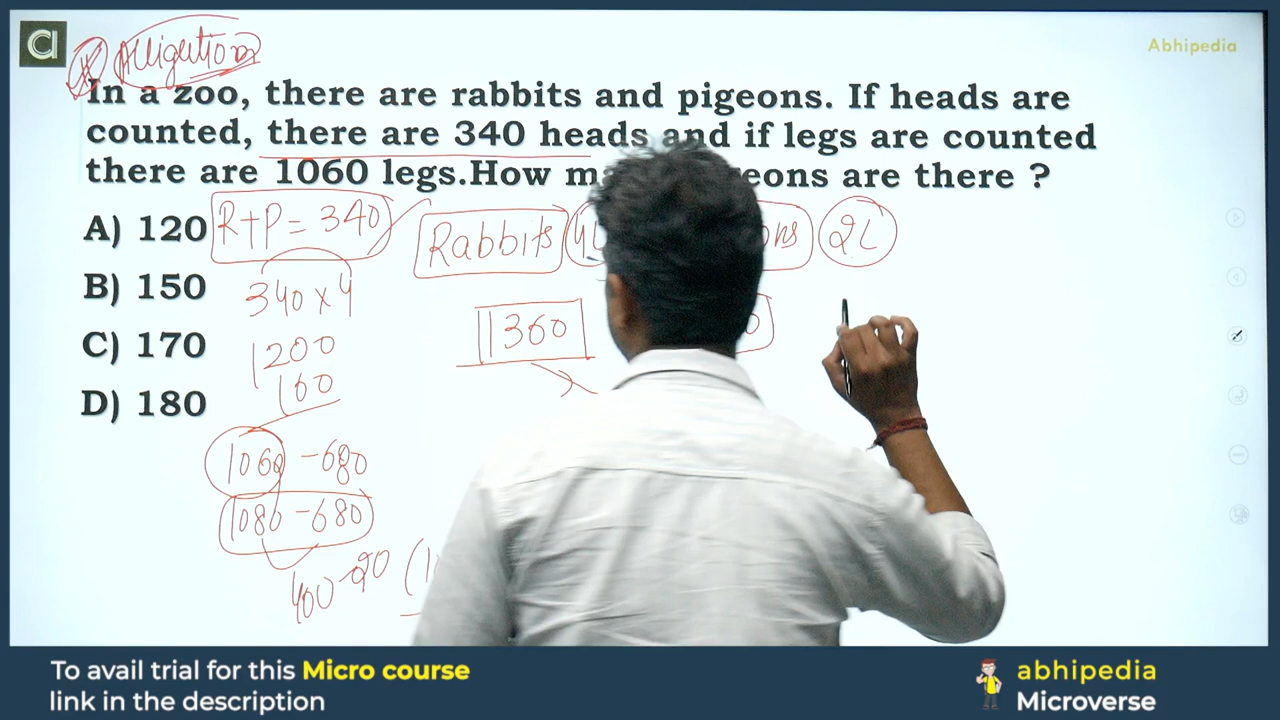 Abhipedia
Alligation
In a zoo, there are rabbits and pigeons. If heads are
counted, there are 340 heads and if legs are counted
there are 1060 legs.How eons are there ?
A) 120
B) 150
C) 170
D) 180
R+P = 340
Rabbits
ns
2L
340 x 4
1200
160
1360
1060 - 680
1080 - 680
400 - 20
To avail trial for this Micro course
link in the description
abhipedia
Microverse